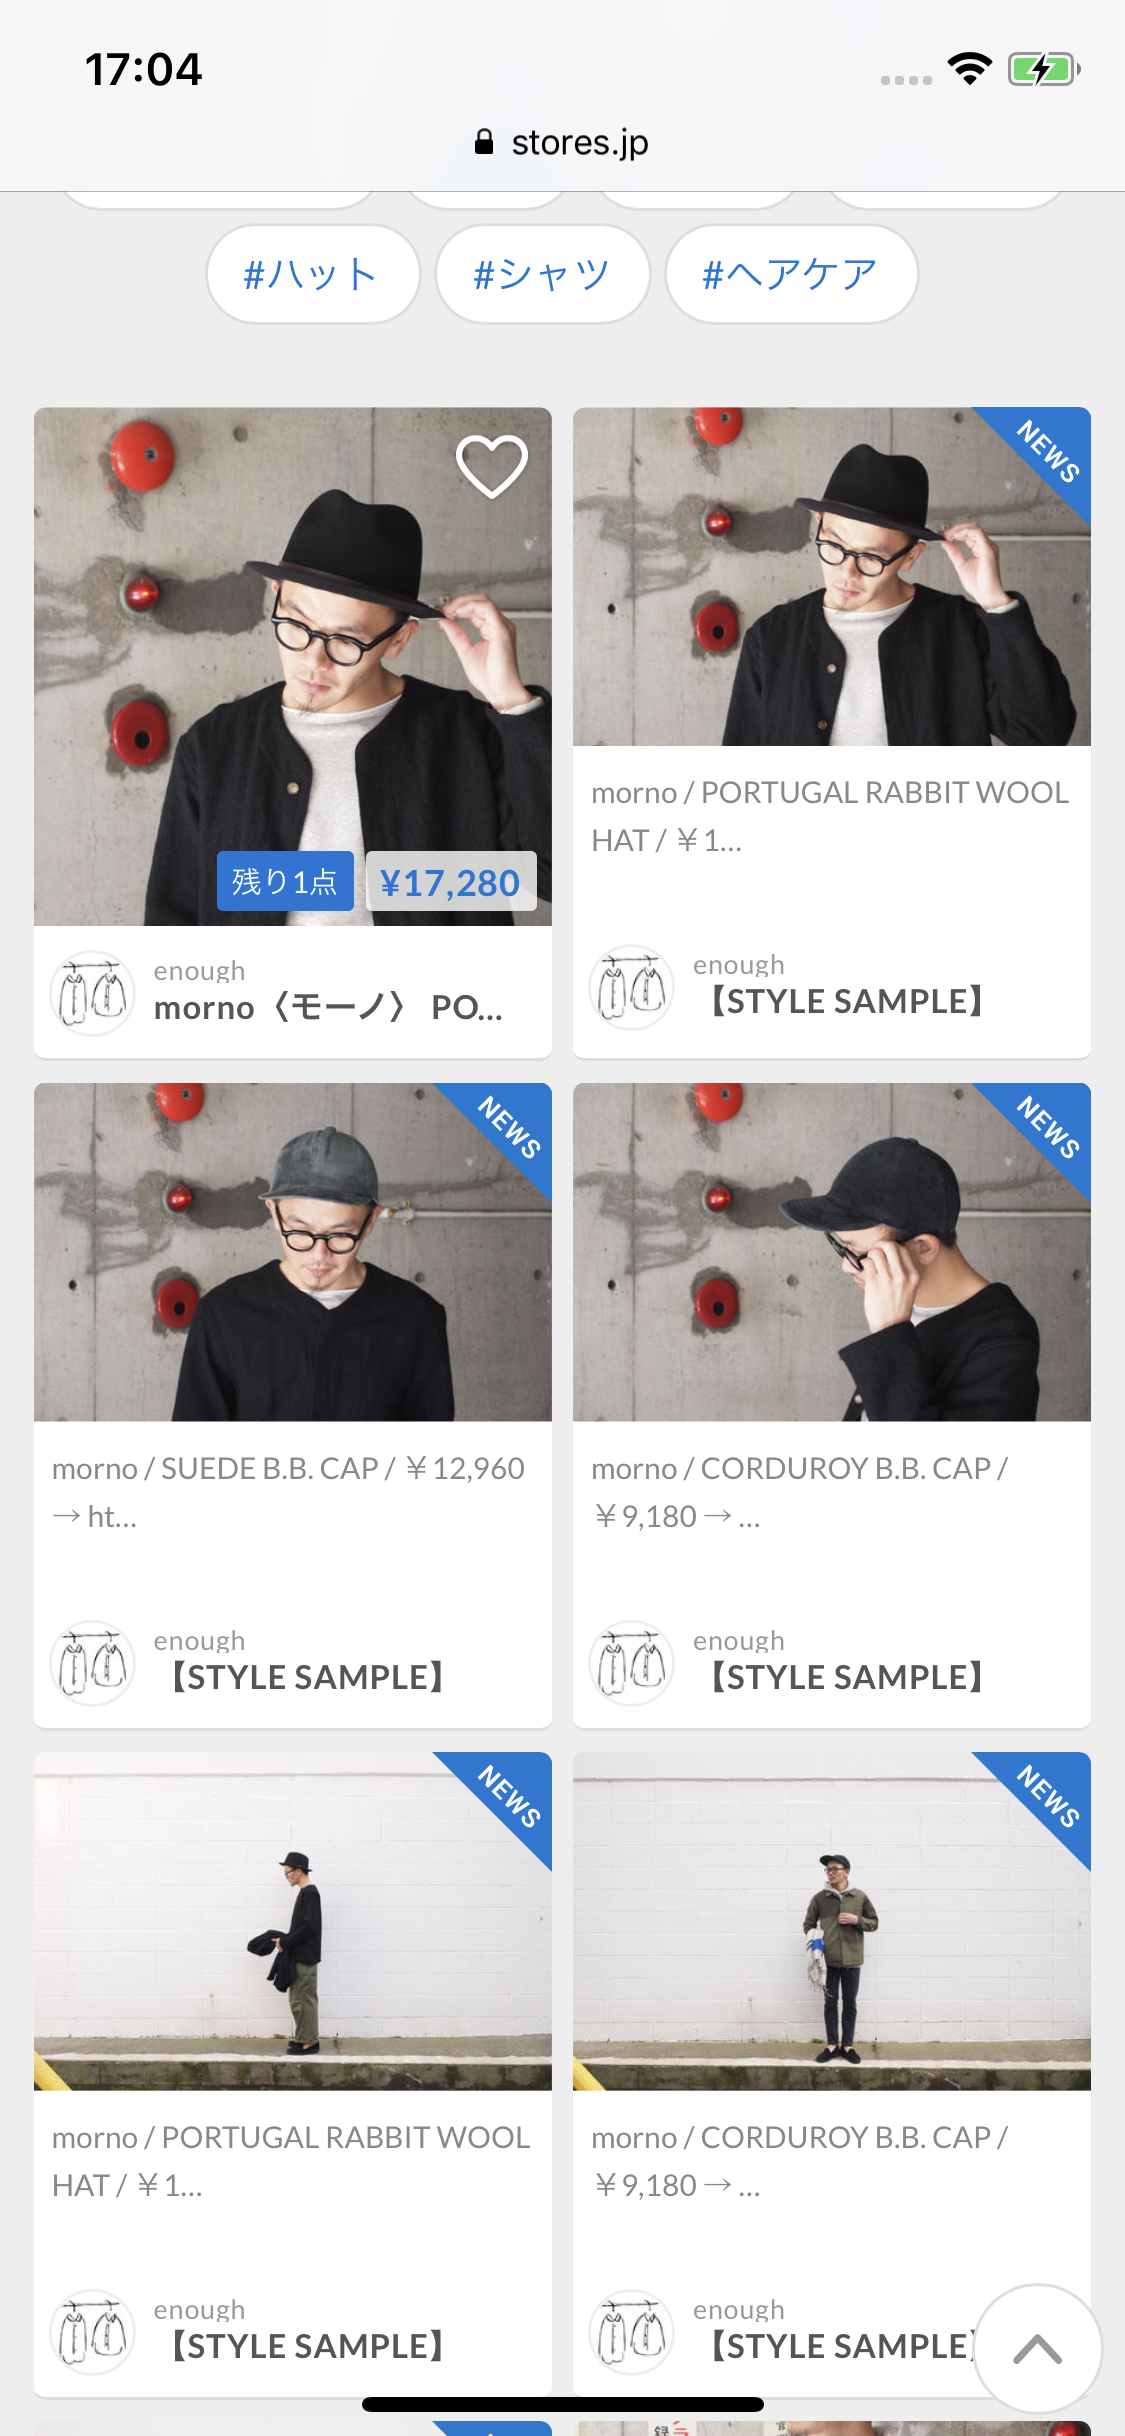 17:04
stores.jp
#ハット
#シャツ
#ヘアケア
残り1点
¥17,280
enough
morno〈モーノ〉 PO...
NEWS
morno / PORTUGAL RABBIT WOOL
HAT / ￥1...
enough
【STYLE SAMPLE】
NEWS
morno / SUEDE B.B. CAP / ￥12,960
→ ht...
enough
【STYLE SAMPLE】
NEWS
morno / CORDUROY B.B. CAP /
￥9,180 → ...
enough
【STYLE SAMPLE】
NEWS
morno / PORTUGAL RABBIT WOOL
HAT / ￥1...
enough
【STYLE SAMPLE】
NEWS
morno / CORDUROY B.B. CAP /
￥9,180 → ...
enough
【STYLE SAMPLE】